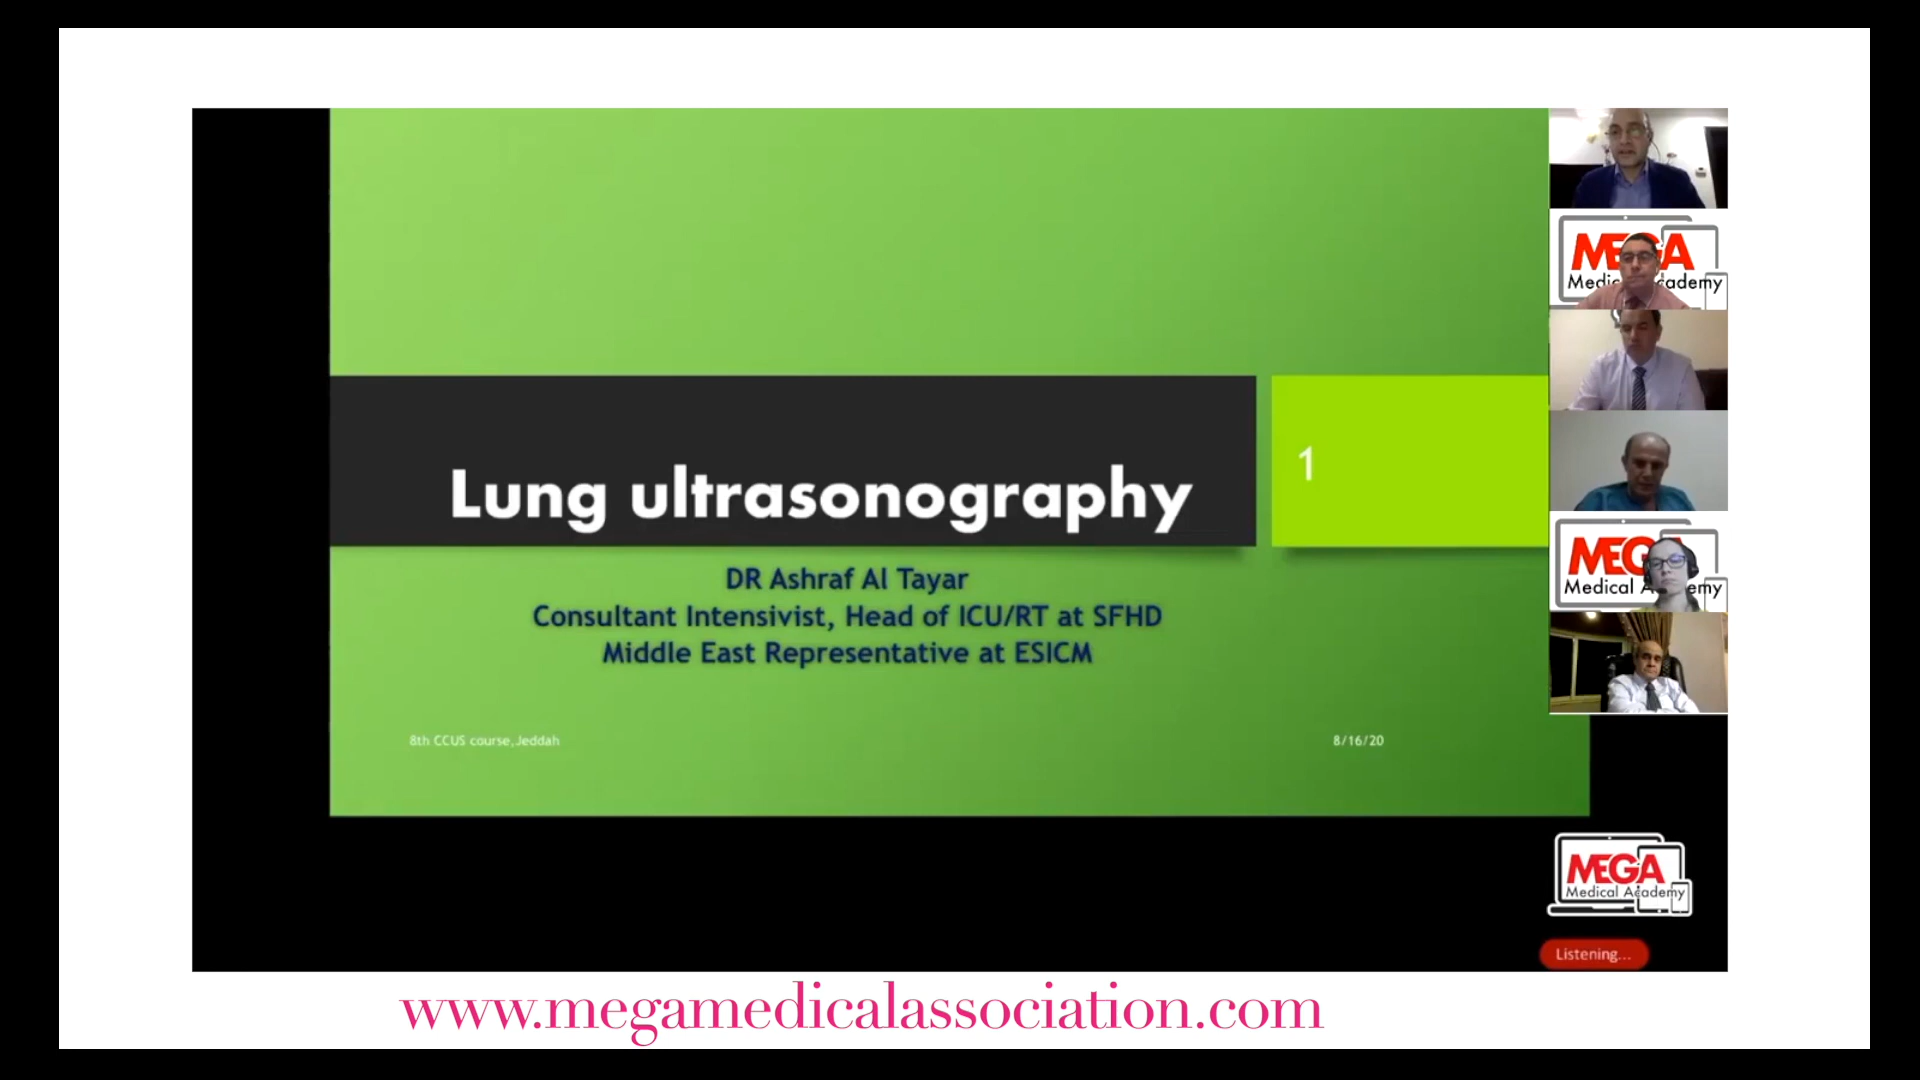 Lung ultrasonography
1
DR Ashraf Al Tayar
Consultant Intensivist, Head of ICU/RT at SFHD
Middle East Representative at ESICM
8th CCUS course, Jeddah
8/16/20
MEGA
Medical Academy
Listening...
www.megamedicalassociation.com